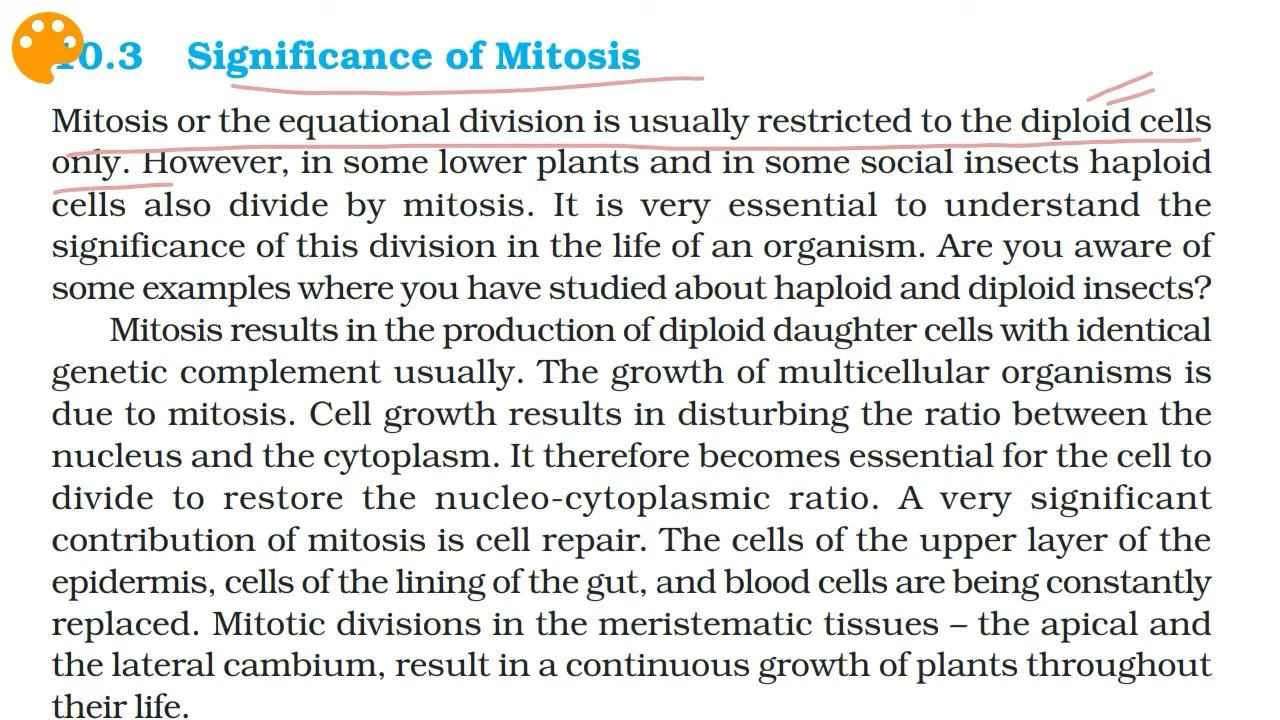 10.3 Significance of Mitosis
Mitosis or the equational division is usually restricted to the diploid cells
only. However, in some lower plants and in some social insects haploid
cells also divide by mitosis. It is very essential to understand the
significance of this division in the life of an organism. Are you aware of
some examples where you have studied about haploid and diploid insects?
Mitosis results in the production of diploid daughter cells with identical
genetic complement usually. The growth of multicellular organisms is
due to mitosis. Cell growth results in disturbing the ratio between the
nucleus and the cytoplasm. It therefore becomes essential for the cell to
divide to restore the nucleo-cytoplasmic ratio. A very significant
contribution of mitosis is cell repair. The cells of the upper layer of the
epidermis, cells of the lining of the gut, and blood cells are being constantly
replaced. Mitotic divisions in the meristematic tissues – the apical and
the lateral cambium, result in a continuous growth of plants throughout
their life.